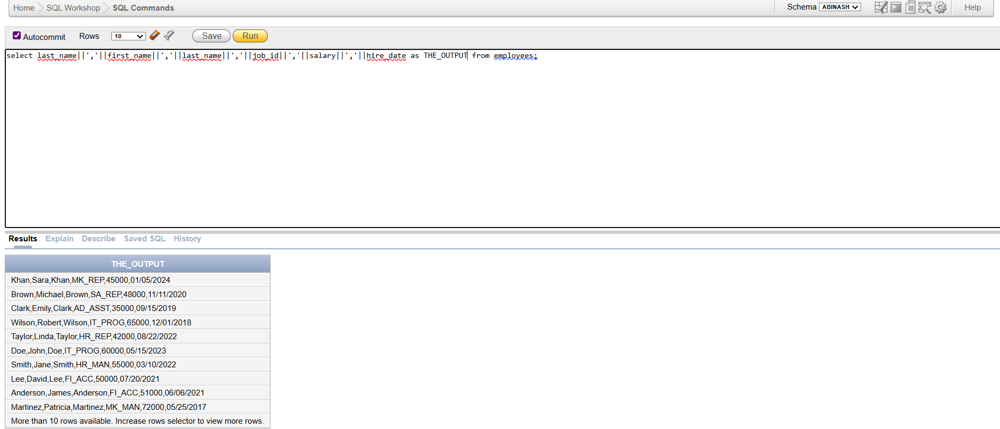 Home SQL Workshop SQL Commands Schema ABINASH Help
Autocommit Rows 10 Save Run
select last_name||','||first_name||','||last_name||','||job_id||','||salary||','||hire_date as THE_OUTPUT from employees;
Results Explain Describe Saved SQL History
THE_OUTPUT
Khan,Sara,Khan,MK_REP,45000,01/05/2024
Brown,Michael,Brown,SA_REP,48000,11/11/2020
Clark,Emily,Clark,AD_ASST,35000,09/15/2019
Wilson,Robert,Wilson,IT_PROG,65000,12/01/2018
Taylor,Linda,Taylor,HR_REP,42000,08/22/2022
Doe,John,Doe,IT_PROG,60000,05/15/2023
Smith,Jane,Smith,HR_MAN,55000,03/10/2022
Lee,David,Lee,FI_ACC,50000,07/20/2021
Anderson,James,Anderson,FI_ACC,51000,06/06/2021
Martinez,Patricia,Martinez,MK_MAN,72000,05/25/2017
More than 10 rows available. Increase rows selector to view more rows.